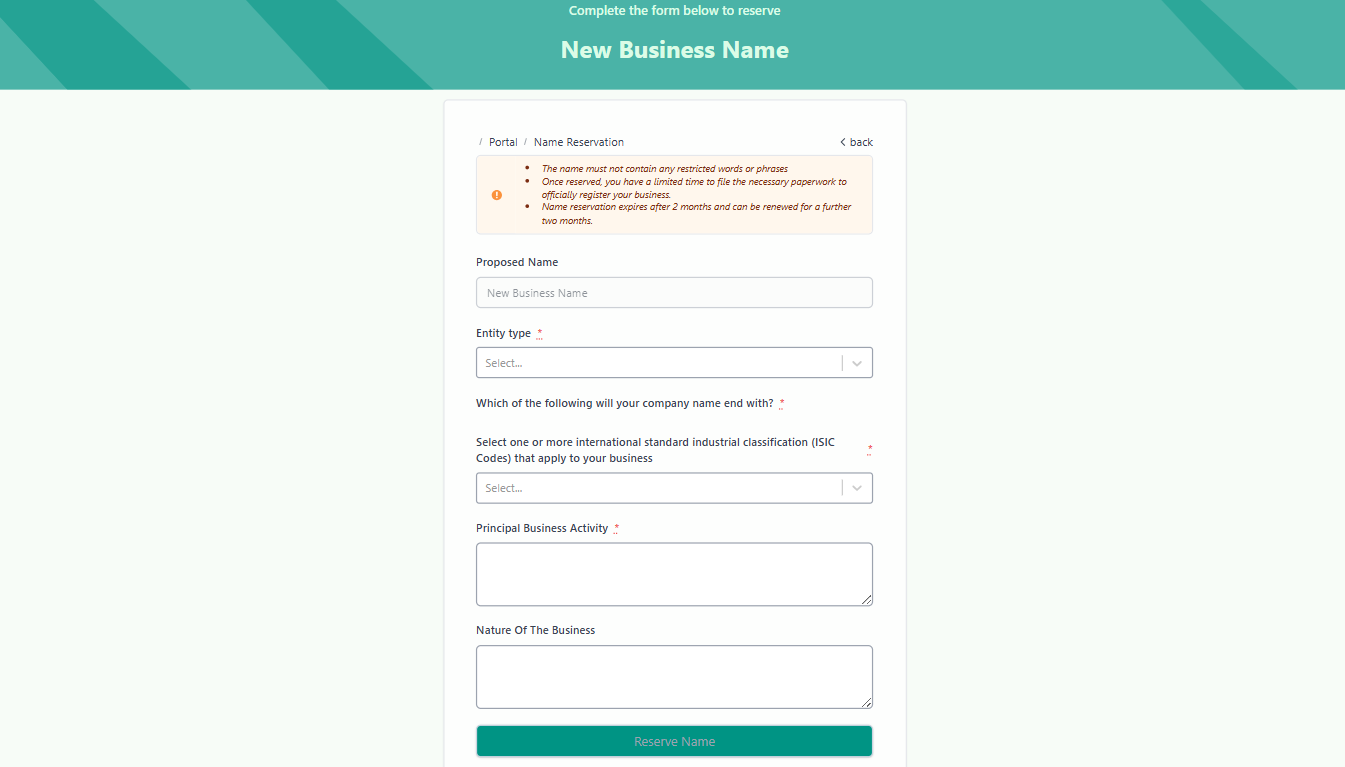 Complete the form below to reserve
New Business Name
/ Portal / Name Reservation
< back
• The name must not contain any restricted words or phrases
• Once reserved, you have a limited time to file the necessary paperwork to
officially register your business.
• Name reservation expires after 2 months and can be renewed for a further
two months.
Proposed Name
New Business Name
Entity type *
Select...
Which of the following will your company name end with? *
Select one or more international standard industrial classification (ISIC
Codes) that apply to your business *
Select...
Principal Business Activity *
Nature Of The Business
Reserve Name